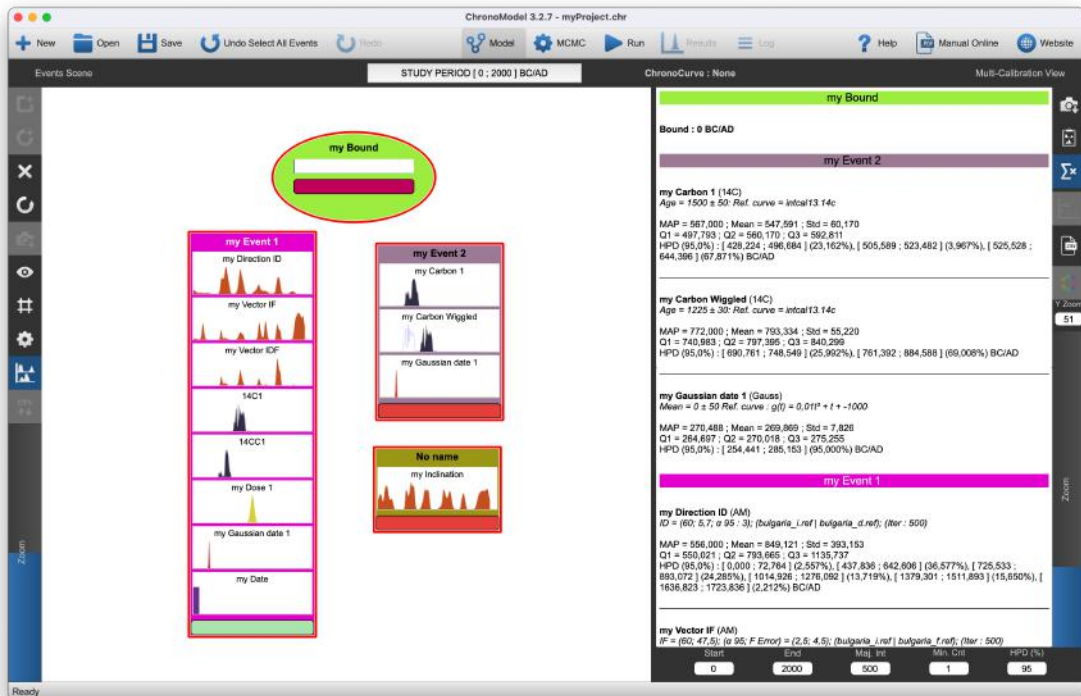 ChronoModel 3.2.7 - myProject.chr
New Open Save Undo Select All Events Redo Model MCMC Run Results Log Help Manual Online Website
Events Scene
STUDY PERIOD [ 0 ; 2000 ] BC/AD
ChronoCurve : None
Multi-Calibration View
my Bound
my Event 1
my Direction ID
my Vector IF
my Vector IDF
14C1
14CC1
my Dose 1
my Gaussian date 1
my Date
my Event 2
my Carbon 1
my Carbon Wiggled
my Gaussian date 1
No name
my Inclination
Zoom
my Bound
Bound : 0 BC/AD
my Event 2
my Carbon 1 (14C)
Age = 1500 ± 50: Ref. curve = intcal13.14c
MAP = 567,000 ; Mean = 547,591 ; Std = 60,170
Q1 = 497,793 ; Q2 = 560,170 ; Q3 = 592,811
HPD (95,0%) : [ 428,224 ; 496,684 ] (23,162%), [ 505,589 ; 523,482 ] (3,967%), [ 525,528 ;
644,396 ] (67,871%) BC/AD
my Carbon Wiggled (14C)
Age = 1225 ± 30: Ref. curve = intcal13.14c
MAP = 772,000 ; Mean = 793,334 ; Std = 55,220
Q1 = 740,983 ; Q2 = 797,395 ; Q3 = 840,299
HPD (95,0%) : [ 690,761 ; 748,549 ] (25,992%), [ 761,392 ; 884,588 ] (69,008%) BC/AD
my Gaussian date 1 (Gauss)
Mean = 0 ± 50 Ref. curve : g(t) = 0,01t² + t + -1000
MAP = 270,488 ; Mean = 269,869 ; Std = 7,826
Q1 = 264,697 ; Q2 = 270,018 ; Q3 = 275,255
HPD (95,0%) : [ 254,441 ; 285,153 ] (95,000%) BC/AD
my Event 1
my Direction ID (AM)
ID = (60; 5,7; α 95 : 3); (bulgaria_i.ref | bulgaria_d.ref); (Iter : 500)
MAP = 556,000 ; Mean = 849,121 ; Std = 393,153
Q1 = 550,021 ; Q2 = 793,665 ; Q3 = 1135,737
HPD (95,0%) : [ 0,000 ; 72,764 ] (2,557%), [ 437,836 ; 642,606 ] (36,577%), [ 725,533 ;
893,072 ] (24,285%), [ 1014,926 ; 1276,092 ] (13,719%), [ 1379,301 ; 1511,893 ] (15,650%), [
1636,823 ; 1723,836 ] (2,212%) BC/AD
my Vector IF (AM)
IF = (60; 47,5); (α 95; F Error) = (2,5; 4,5); (bulgaria_i.ref | bulgaria_f.ref); (Iter : 500)
Y Zoom
51
Zoom
Start End Maj. Int Min. Cnt HPD (%)
0 2000 500 1 95
Ready